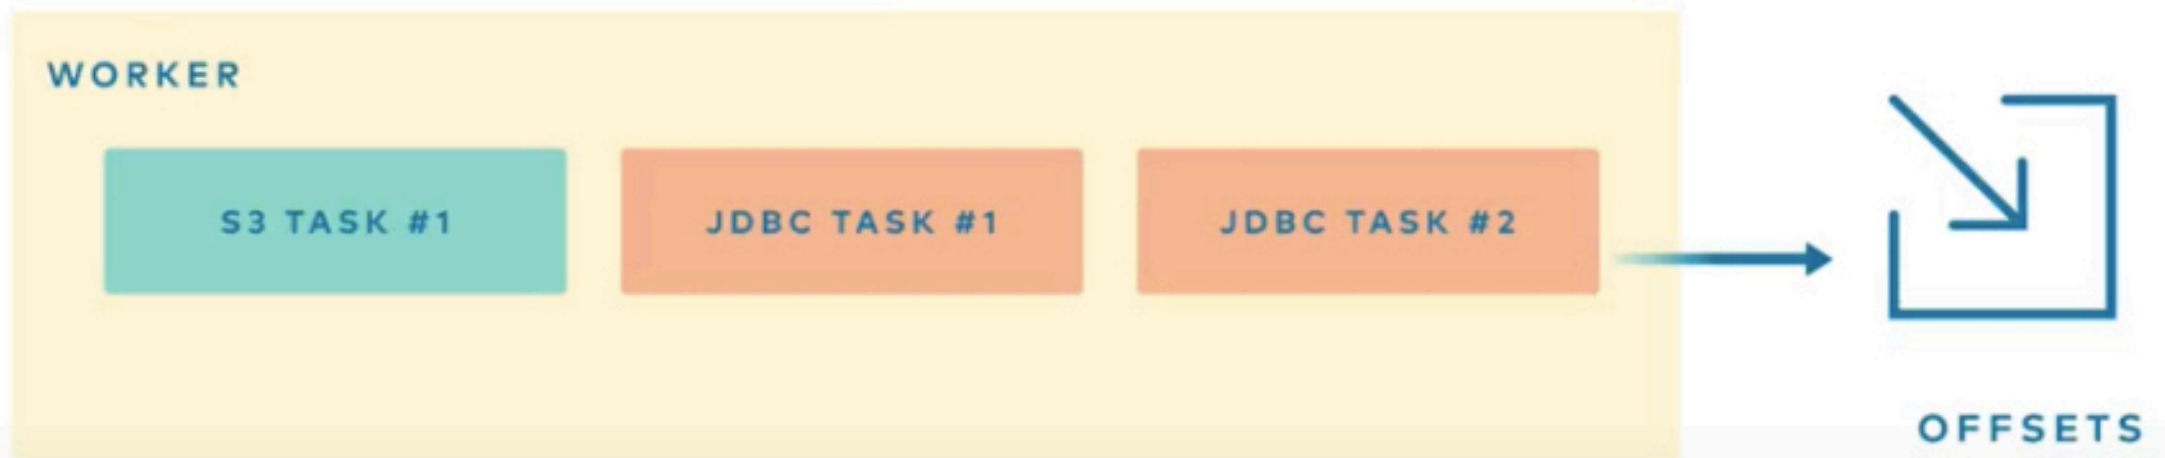 WORKER
S3 TASK #1
JDBC TASK #1
JDBC TASK #2
OFFSETS